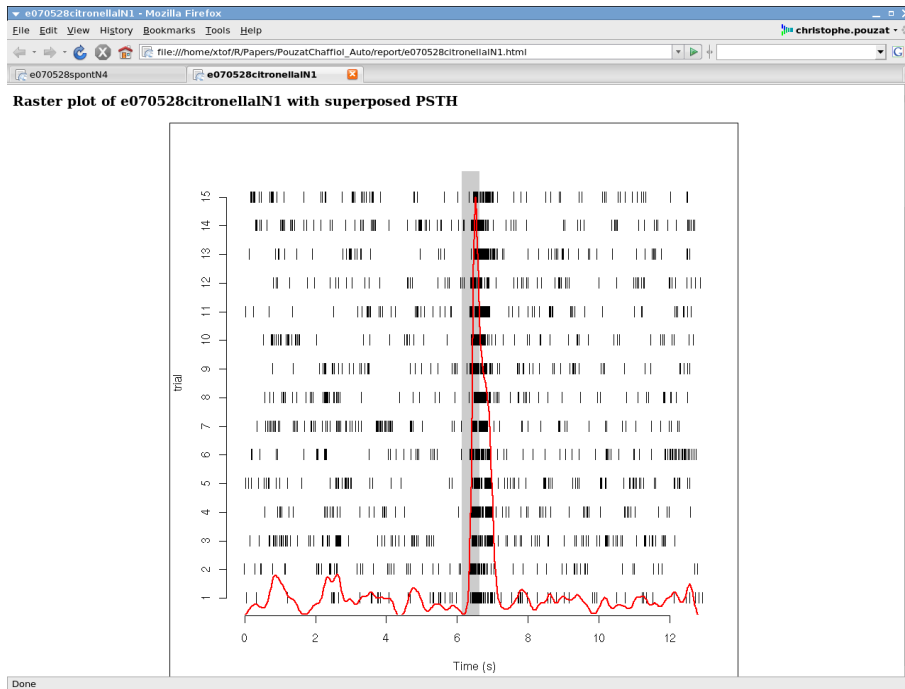 e070528citronellalN1 - Mozilla Firefox
File Edit View History Bookmarks Tools Help
christophe.pouzat
file:///home/xtof/R/Papers/PouzatChaffiol_Auto/report/e070528citronellalN1.html
G
e070528spontN4 e070528citronellalN1
Raster plot of e070528citronellalN1 with superposed PSTH
15
14
13
12
11
10
9
8
7
6
5
4
3
2
1
trial
0 2 4 6 8 10 12
Time (s)
Done